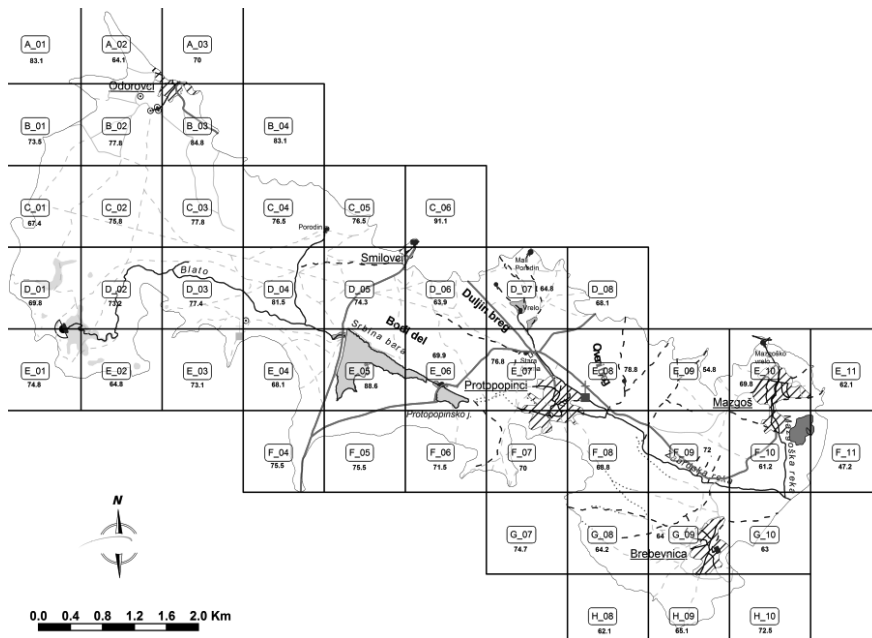 A_01 A_02 A_03
83.1 64.1 70
Odorovci
B_01 B_02 B_03 B_04
73.5 77.8 84.8 83.1
C_01 C_02 C_03 C_04 C_05 C_06
67.4 75.8 77.8 76.5 76.5 91.1
Porodin
Smilovci
Mali
Porodin
Blato
D_01 D_02 D_03 D_04 D_05 D_06 D_07 64.8 D_08
69.8 73.2 77.4 81.5 74.3 63.9 68.1
Vrelo
Duljin breg
Bodi del
Srbina bara
69.9 76.8
Stara
78.8 54.8
Mazgoško
vrelo
E_01 E_02 E_03 E_04 E_05 E_06 E_07 E_08 E_09 E_10 E_11
74.8 64.8 73.1 68.1 88.6 69.8 62.1
Protopopinci
Mazgoš
Protopopinsko j.
Mazgoška reka
F_04 F_05 F_06 F_07 F_08 F_09 F_10 F_11
75.5 75.5 71.5 70 68.8 72 61.2 47.2
reka
N
G_07 G_08 64 G_09 G_10
74.7 64.2 63
Brebevnica
0.0 0.4 0.8 1.2 1.6 2.0 Km
H_08 H_09 H_10
62.1 65.1 72.5